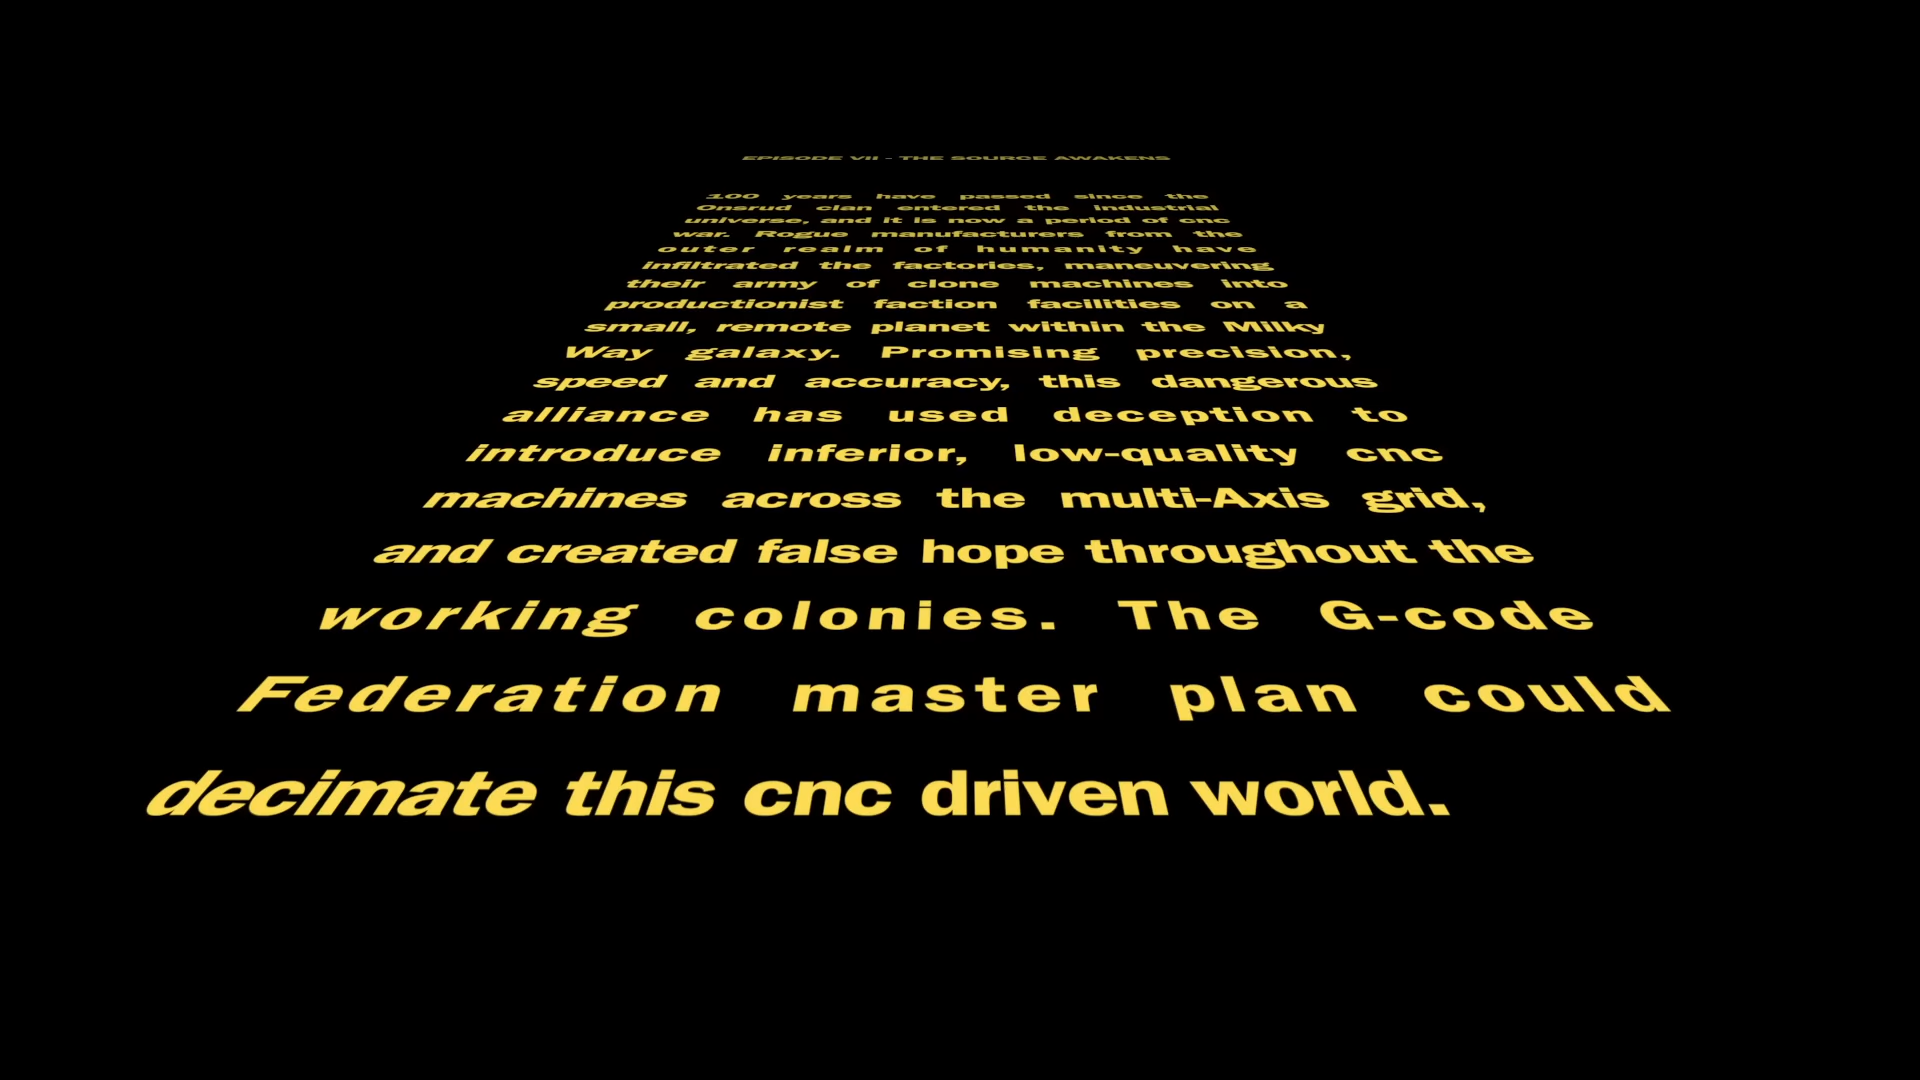 EPISODE VII - THE SOURCE AWAKENS
100 years have passed since the
Onsrud clan entered the industrial
universe, and it is now a period of cnc
war. Rogue manufacturers from the
outer realm of humanity have
infiltrated the factories, maneuvering
their army of clone machines into
productionist faction facilities on a
small, remote planet within the Milky
Way galaxy. Promising precision,
speed and accuracy, this dangerous
alliance has used deception to
introduce inferior, low-quality cnc
machines across the multi-Axis grid,
and created false hope throughout the
working colonies. The G-code
Federation master plan could
decimate this cnc driven world.